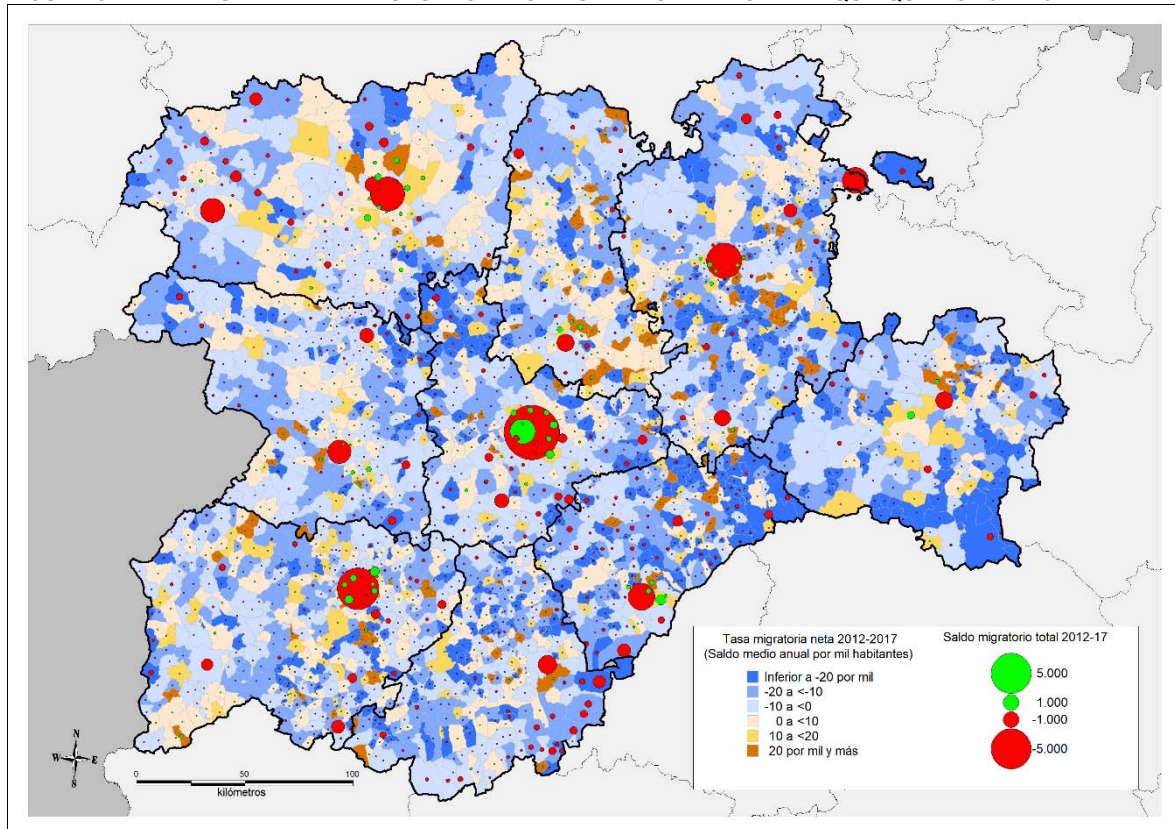 Tasa migratoria neta 2012-2017
(Saldo medio anual por mil habitantes)
Inferior a -20 por mil
-20 a <-10
-10 a <0
0 a <10
10 a <20
20 por mil y más
Saldo migratorio total 2012-17
5.000
1.000
-1.000
-5.000
N
W E
S
0 50 100
kilómetros